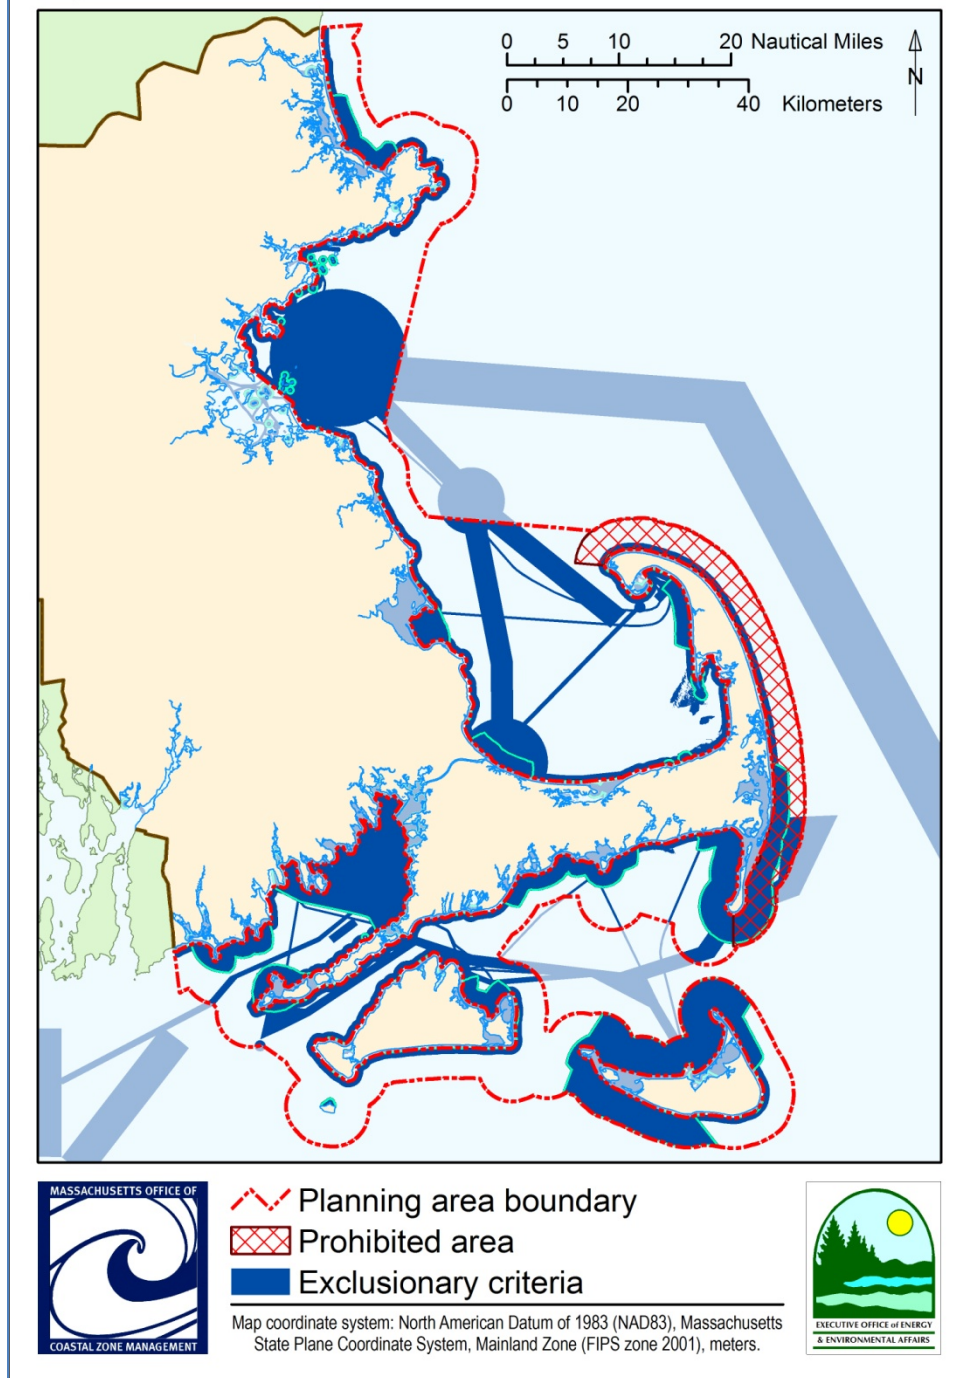 0 5 10 20 Nautical Miles
N
0 10 20 40 Kilometers
MASSACHUSETTS OFFICE OF
COASTAL ZONE MANAGEMENT
Planning area boundary
Prohibited area
Exclusionary criteria
Map coordinate system: North American Datum of 1983 (NAD83), Massachusetts
State Plane Coordinate System, Mainland Zone (FIPS zone 2001), meters.
EXECUTIVE OFFICE of ENERGY
& ENVIRONMENTAL AFFAIRS